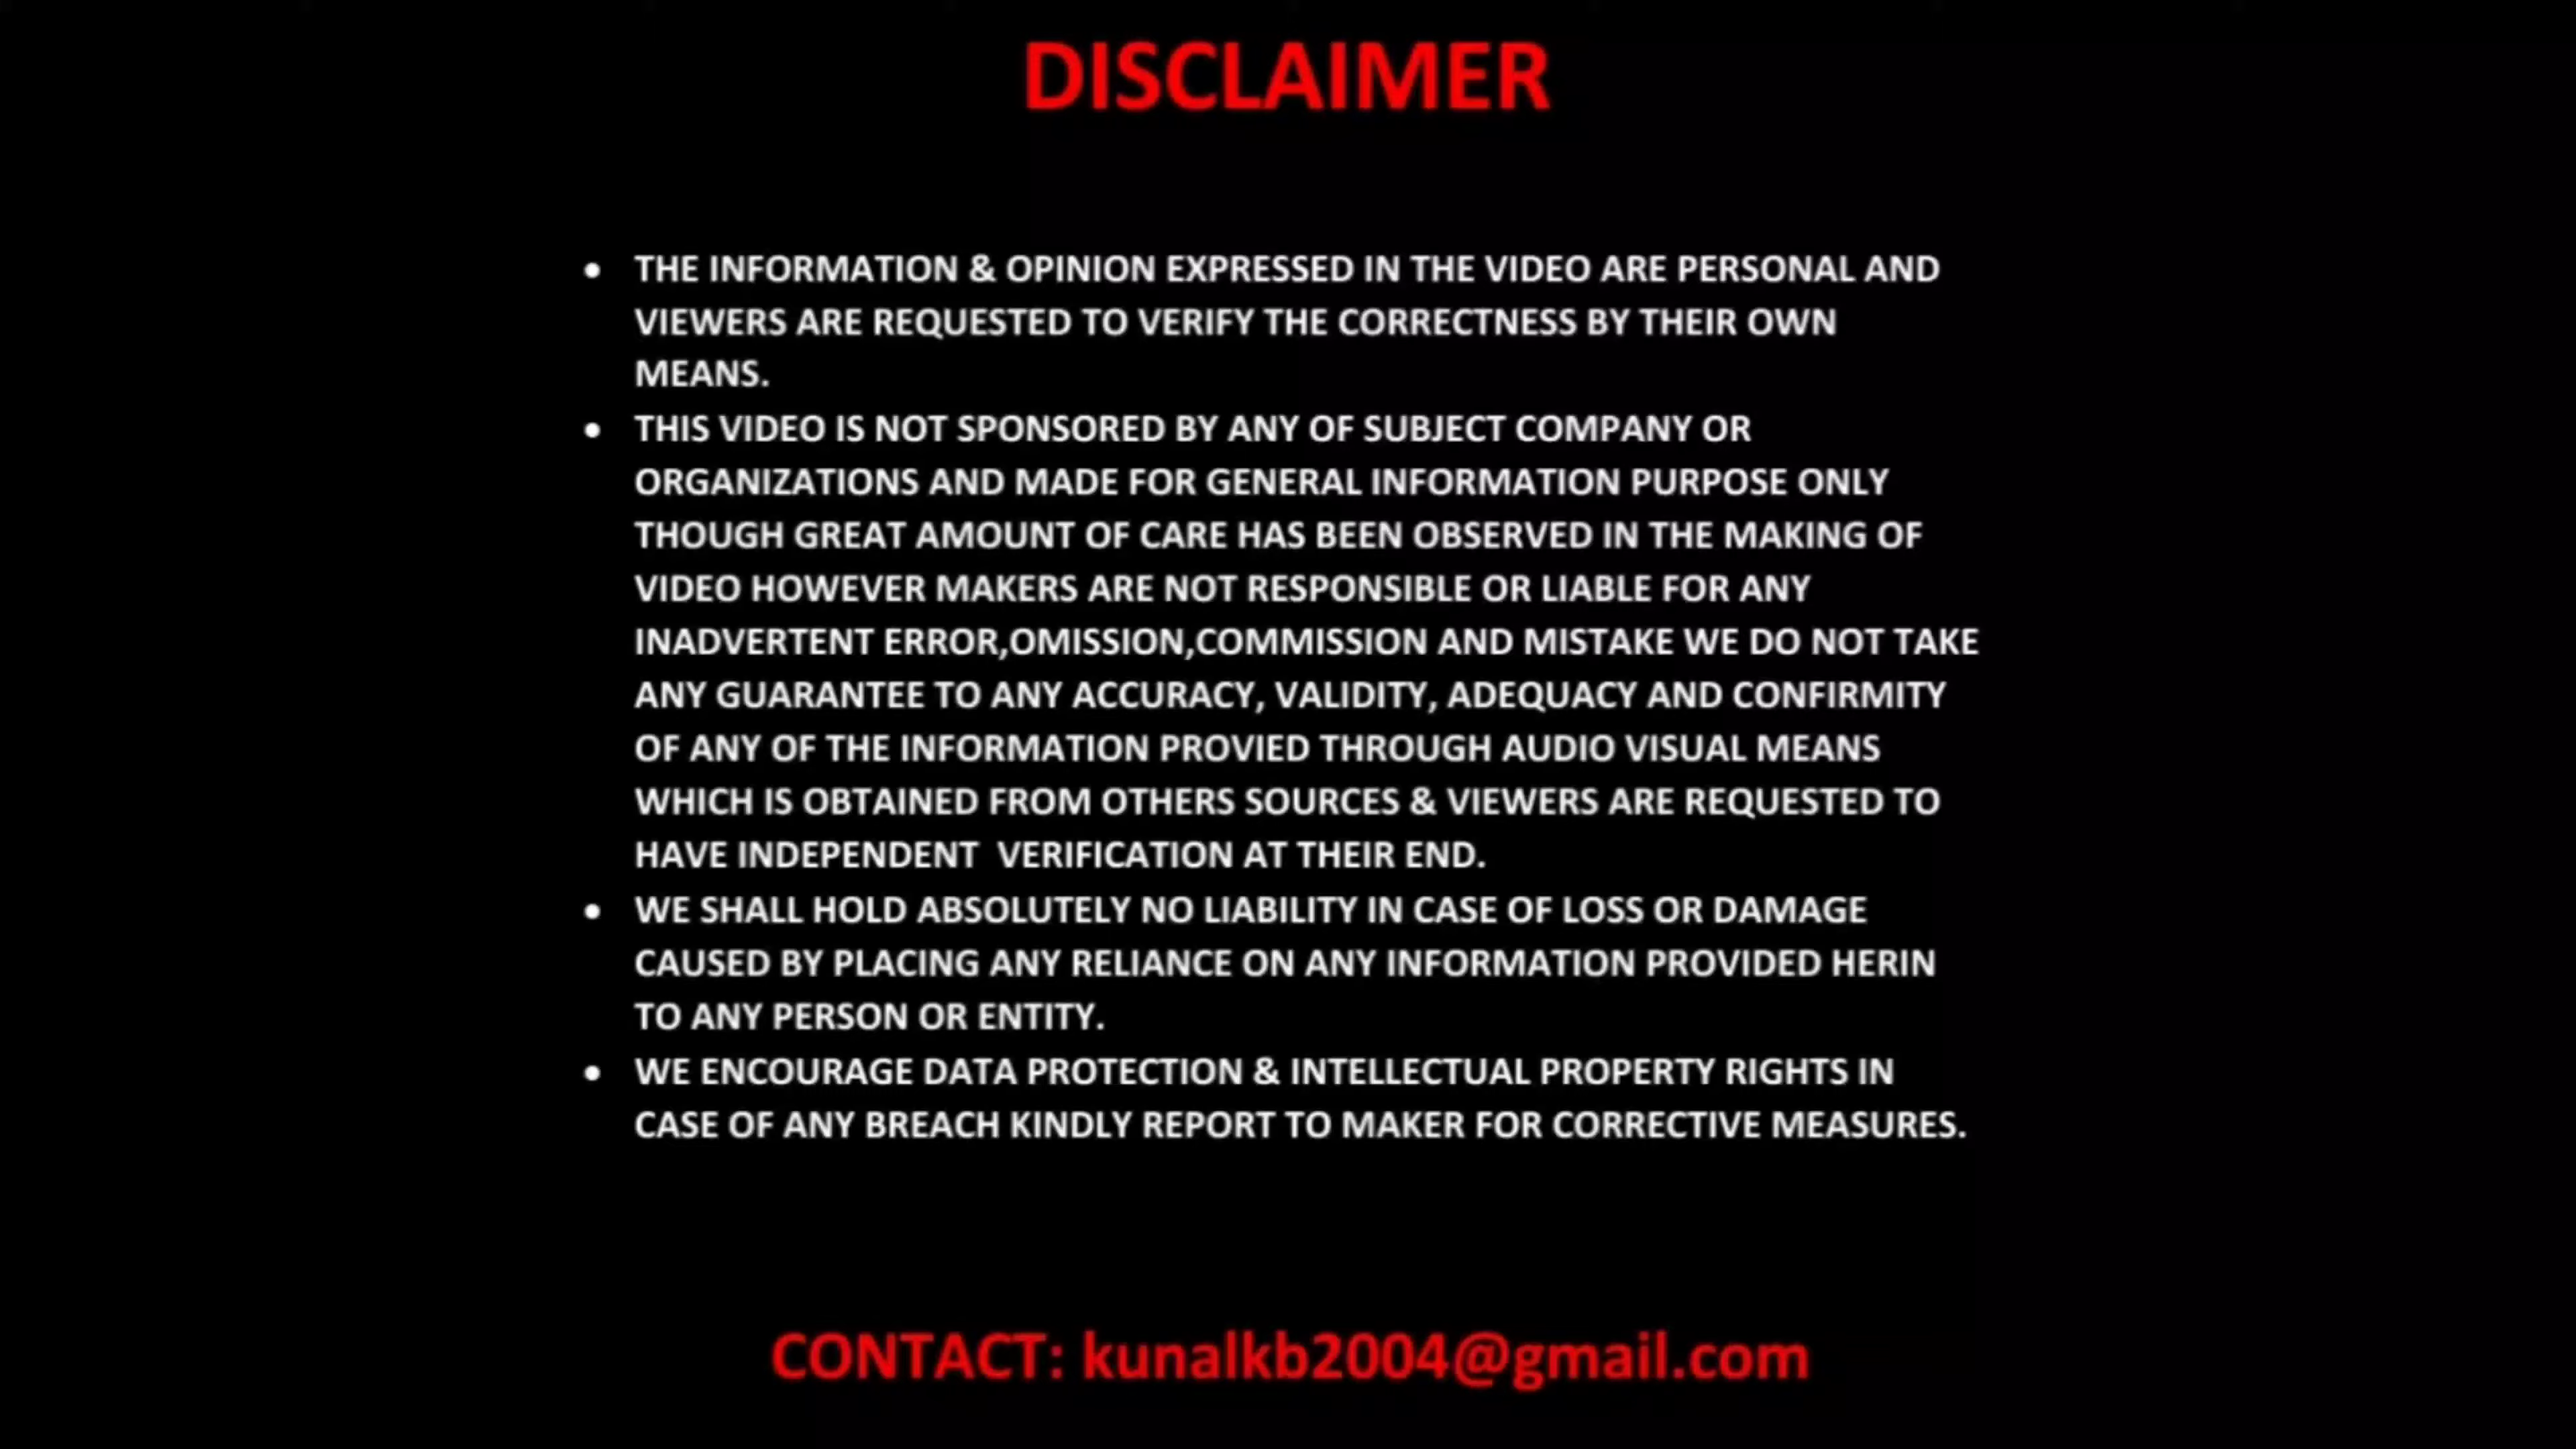 DISCLAIMER
• THE INFORMATION & OPINION EXPRESSED IN THE VIDEO ARE PERSONAL AND
VIEWERS ARE REQUESTED TO VERIFY THE CORRECTNESS BY THEIR OWN
MEANS.
• THIS VIDEO IS NOT SPONSORED BY ANY OF SUBJECT COMPANY OR
ORGANIZATIONS AND MADE FOR GENERAL INFORMATION PURPOSE ONLY
THOUGH GREAT AMOUNT OF CARE HAS BEEN OBSERVED IN THE MAKING OF
VIDEO HOWEVER MAKERS ARE NOT RESPONSIBLE OR LIABLE FOR ANY
INADVERTENT ERROR,OMISSION,COMMISSION AND MISTAKE WE DO NOT TAKE
ANY GUARANTEE TO ANY ACCURACY, VALIDITY, ADEQUACY AND CONFIRMITY
OF ANY OF THE INFORMATION PROVIED THROUGH AUDIO VISUAL MEANS
WHICH IS OBTAINED FROM OTHERS SOURCES & VIEWERS ARE REQUESTED TO
HAVE INDEPENDENT  VERIFICATION AT THEIR END.
• WE SHALL HOLD ABSOLUTELY NO LIABILITY IN CASE OF LOSS OR DAMAGE
CAUSED BY PLACING ANY RELIANCE ON ANY INFORMATION PROVIDED HERIN
TO ANY PERSON OR ENTITY.
• WE ENCOURAGE DATA PROTECTION & INTELLECTUAL PROPERTY RIGHTS IN
CASE OF ANY BREACH KINDLY REPORT TO MAKER FOR CORRECTIVE MEASURES.
CONTACT: kunalkb2004@gmail.com